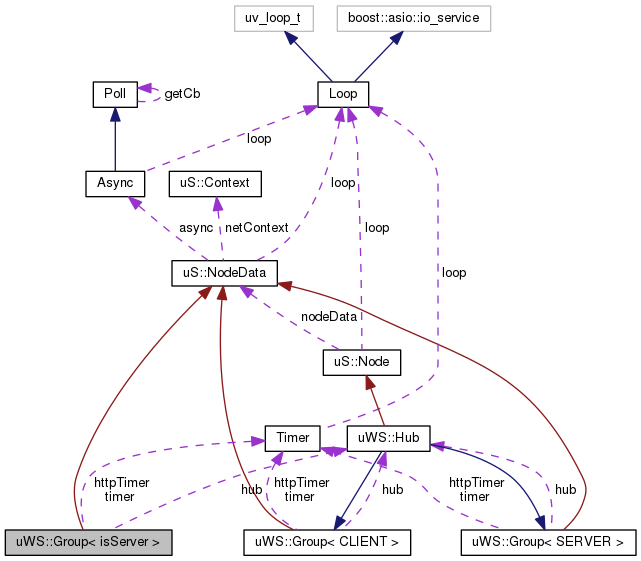 uv_loop_t
boost::asio::io_service
Poll
getCb
Loop
loop
Async
uS::Context
loop
async
netContext
loop
loop
uS::NodeData
nodeData
uS::Node
Timer
uWS::Hub
httpTimer
timer
hub
httpTimer
timer
hub
httpTimer
timer
hub
uWS::Group< isServer >
uWS::Group< CLIENT >
uWS::Group< SERVER >